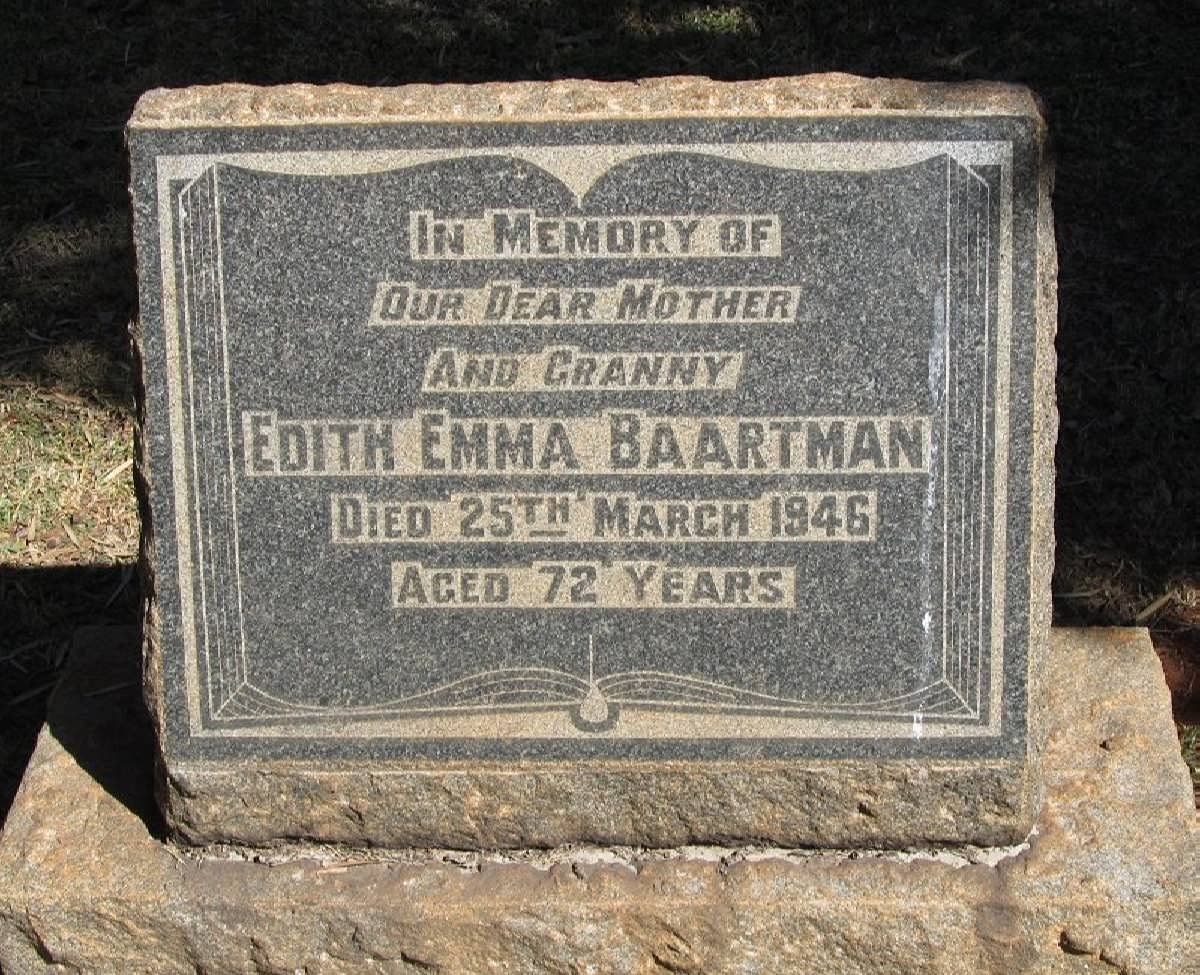 IN MEMORY OF
OUR DEAR MOTHER
AND GRANNY
EDITH EMMA BAARTMAN
DIED 25TH MARCH 1946
AGED 72 YEARS